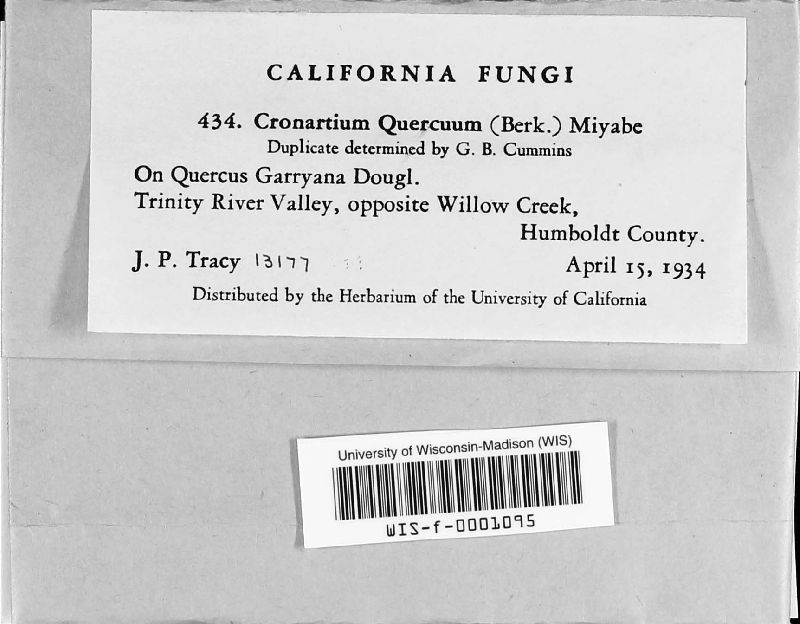 CALIFORNIA FUNGI
434. Cronartium Quercuum (Berk.) Miyabe
Duplicate determined by G. B. Cummins
On Quercus Garryana Dougl.
Trinity River Valley, opposite Willow Creek,
Humboldt County.
J. P. Tracy 13177 April 15, 1934
Distributed by the Herbarium of the University of California
University of Wisconsin-Madison (WIS)
WIS-f-0001095